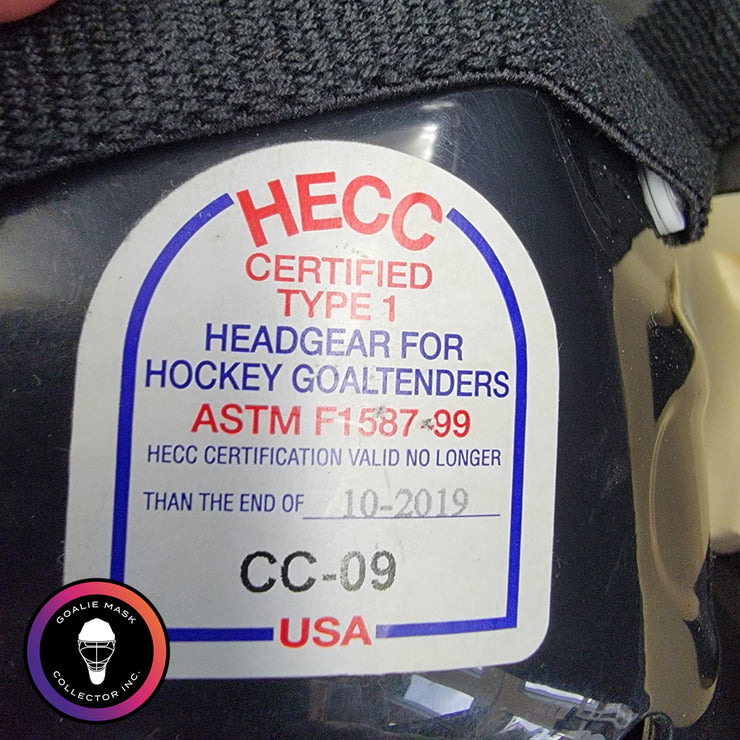 HECC
CERTIFIED
TYPE 1
HEADGEAR FOR
HOCKEY GOALTENDERS
ASTM F1587-99
HECC CERTIFICATION VALID NO LONGER
THAN THE END OF 10-2019
CC-09
USA
GOALIE MASK
COLLECTOR INC.